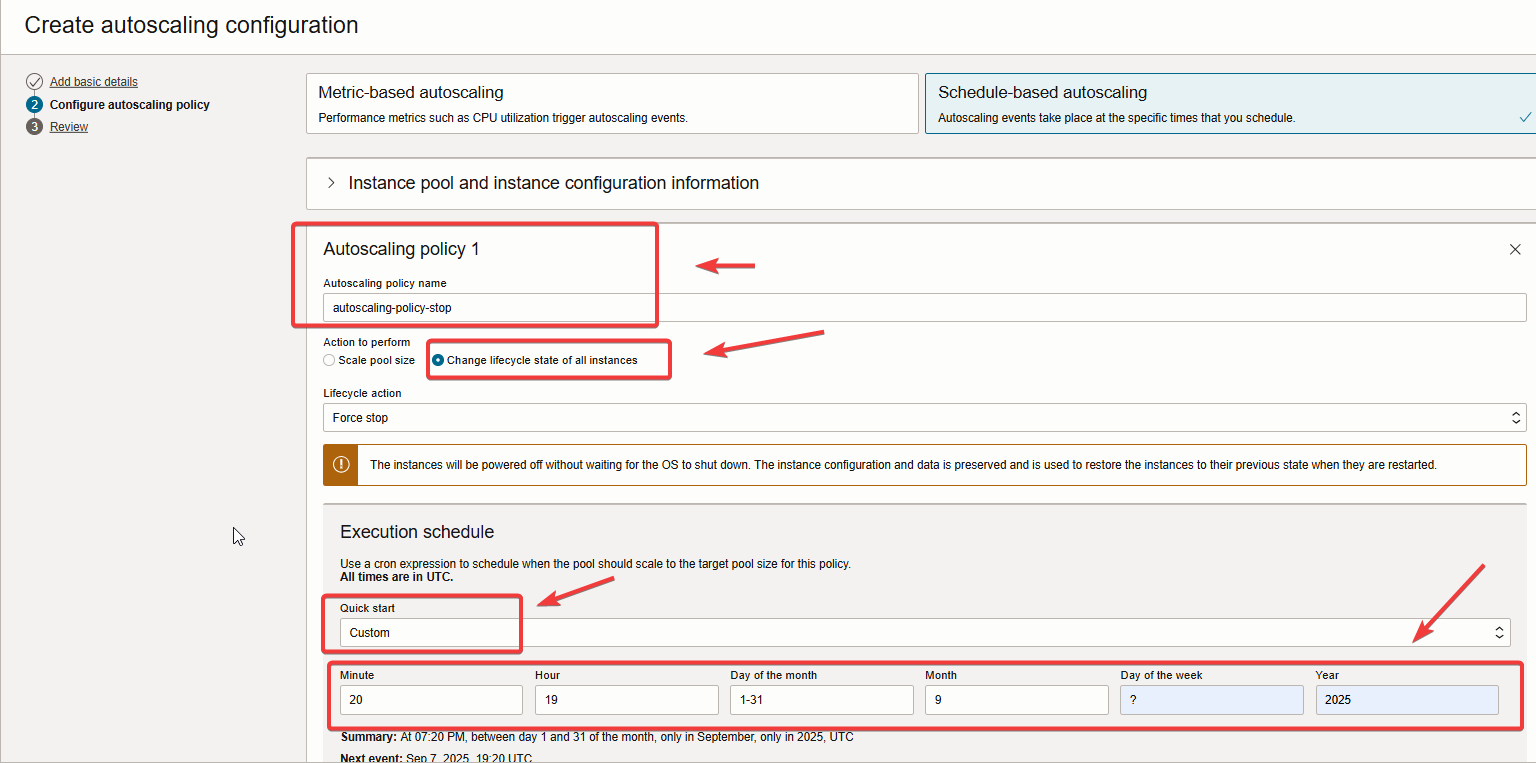 Create autoscaling configuration
Add basic details
2 Configure autoscaling policy
3 Review
Metric-based autoscaling
Performance metrics such as CPU utilization trigger autoscaling events.
Schedule-based autoscaling
Autoscaling events take place at the specific times that you schedule.
Instance pool and instance configuration information
Autoscaling policy 1
Autoscaling policy name
autoscaling-policy-stop
Action to perform
Scale pool size Change lifecycle state of all instances
Lifecycle action
Force stop
The instances will be powered off without waiting for the OS to shut down. The instance configuration and data is preserved and is used to restore the instances to their previous state when they are restarted.
Execution schedule
Use a cron expression to schedule when the pool should scale to the target pool size for this policy.
All times are in UTC.
Quick start
Custom
Minute Hour Day of the month Month Day of the week Year
20 19 1-31 9 ? 2025
Summary: At 07:20 PM, between day 1 and 31 of the month, only in September, only in 2025, UTC
Next event: Sep 7, 2025, 19:20 UTC